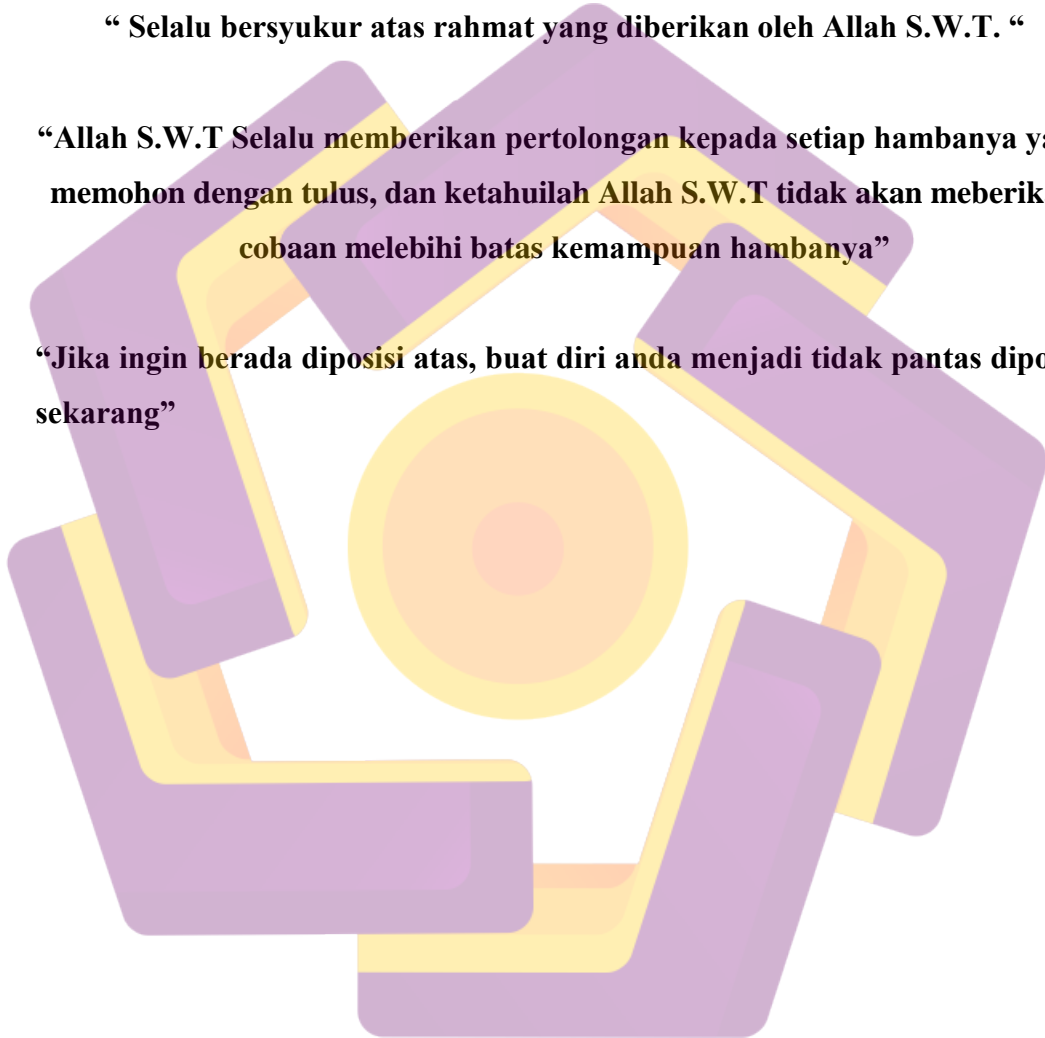 “ Selalu bersyukur atas rahmat yang diberikan oleh Allah S.W.T. “
“Allah S.W.T Selalu memberikan pertolongan kepada setiap hambanya
memohon dengan tulus, dan ketahuilah Allah S.W.T tidak akan
cobaan melebihi batas kemampuan hambanya”
“Jika ingin berada diposisi atas, buat diri anda menjadi tidak pantas
sekarang”